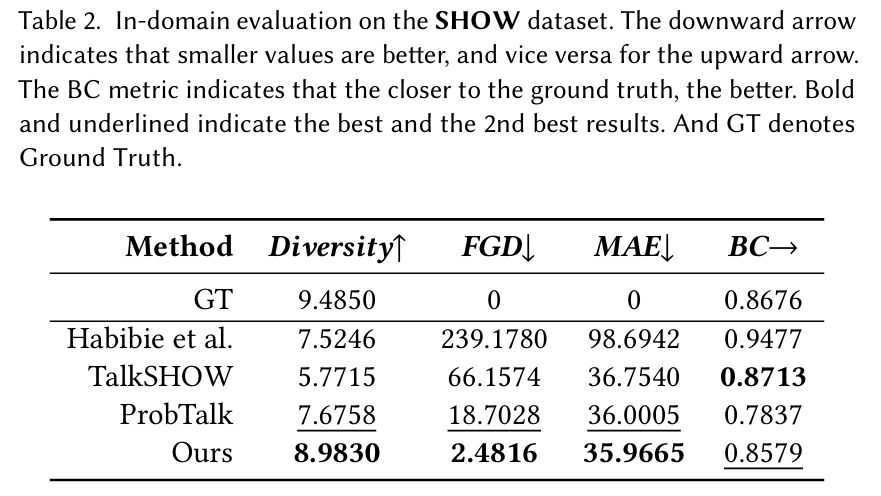 Table 2. In-domain evaluation on the SHOW dataset. The downward arrow
indicates that smaller values are better, and vice versa for the upward arrow.
The BC metric indicates that the closer to the ground truth, the better. Bold
and underlined indicate the best and the 2nd best results. And GT denotes
Ground Truth.
Method Diversity↑ FGD↓ MAE↓ BC→
GT 9.4850 0 0 0.8676
Habibie et al. 7.5246 239.1780 98.6942 0.9477
TalkSHOW 5.7715 66.1574 36.7540 0.8713
ProbTalk 7.6758 18.7028 36.0005 0.7837
Ours 8.9830 2.4816 35.9665 0.8579